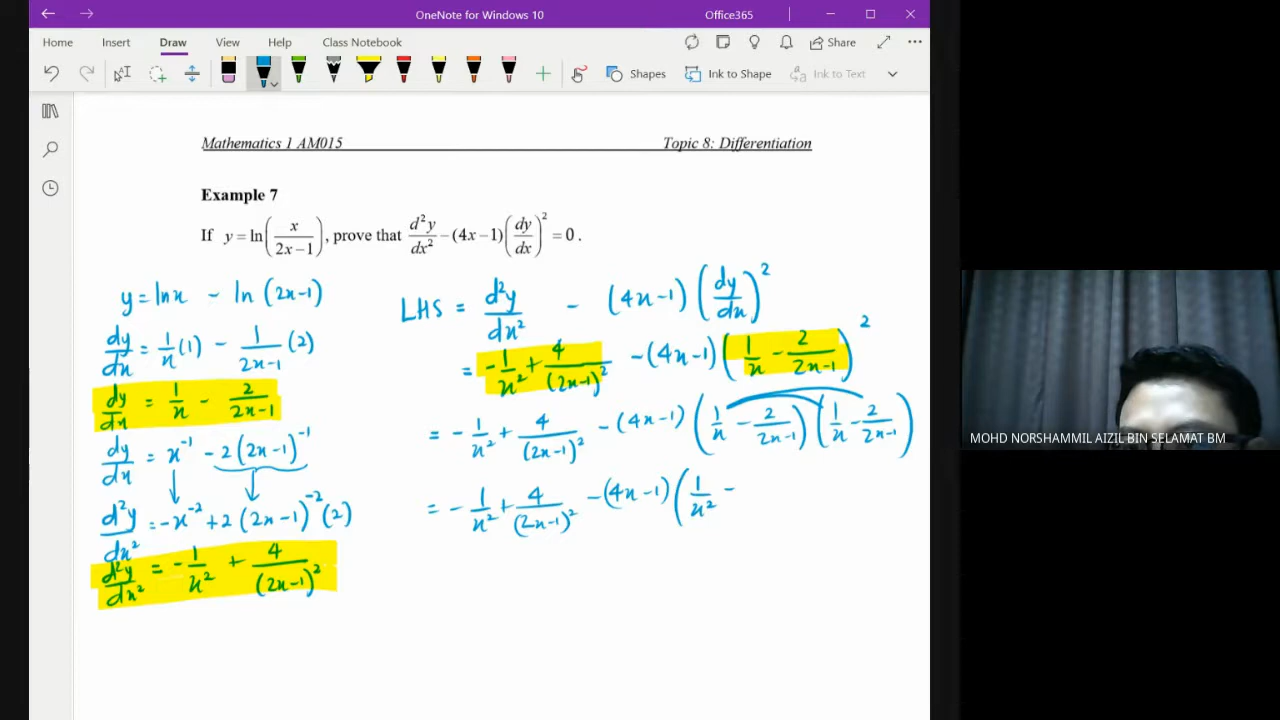 OneNote for Windows 10
Office365
Home Insert Draw View Help Class Notebook
Share
Shapes Ink to Shape Ink to Text
Mathematics 1 AM015 Topic 8: Differentiation
Example 7
If y = ln(x/(2x−1)), prove that d²y/dx² − (4x−1)(dy/dx)² = 0.
y = lnx − ln(2x−1)
dy/dx = 1/x (1) − 1/(2x−1) (2)
dy/dx = 1/x − 2/(2x−1)
dy/dx = x⁻¹ − 2(2x−1)⁻¹
d²y/dx² = −x⁻² + 2(2x−1)⁻²(2)
d²y/dx² = −1/x² + 4/(2x−1)²
LHS = d²y/dx² − (4x−1)(dy/dx)²
= −1/x² + 4/(2x−1)² − (4x−1)(1/x − 2/(2x−1))²
= −1/x² + 4/(2x−1)² − (4x−1)(1/x − 2/(2x−1))(1/x − 2/(2x−1))
= −1/x² + 4/(2x−1)² − (4x−1)(1/x² −
MOHD NORSHAMMIL AIZIL BIN SELAMAT BM